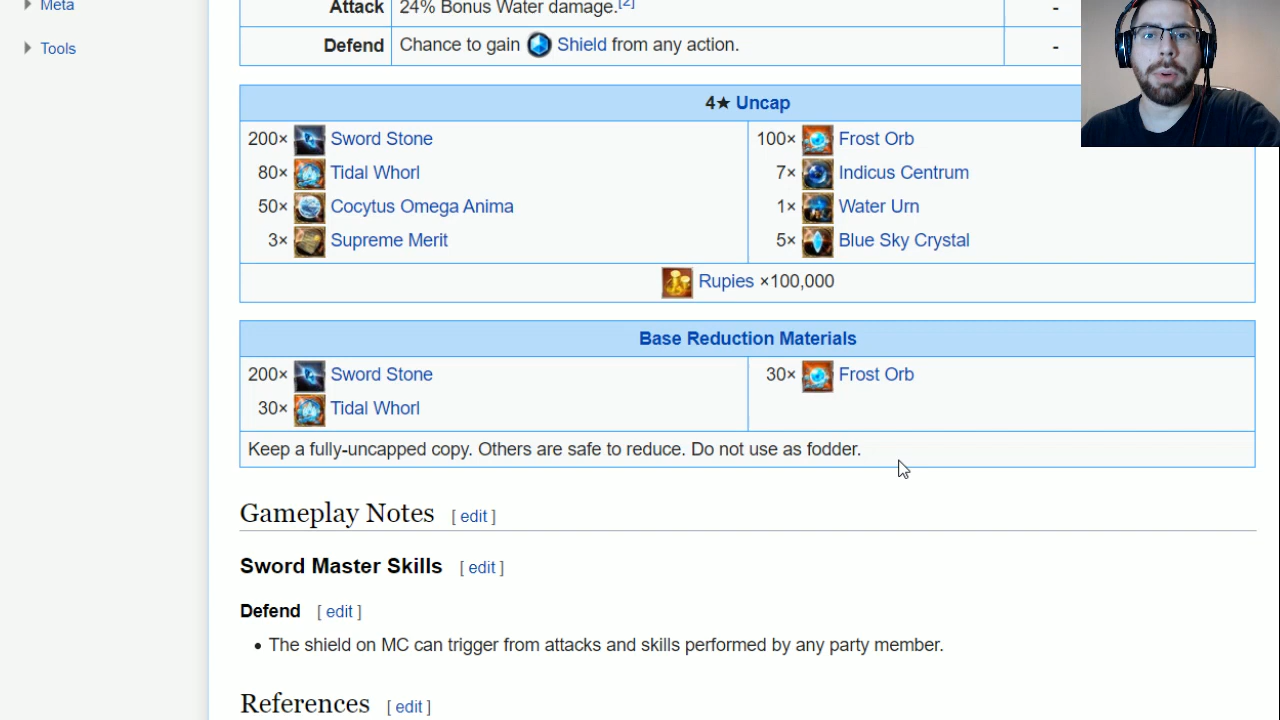 Meta
Tools
Attack 24% Bonus Water damage.[2] -
Defend Chance to gain Shield from any action. -
4★ Uncap
200× Sword Stone 100× Frost Orb
80× Tidal Whorl 7× Indicus Centrum
50× Cocytus Omega Anima 1× Water Urn
3× Supreme Merit 5× Blue Sky Crystal
Rupies ×100,000
Base Reduction Materials
200× Sword Stone 30× Frost Orb
30× Tidal Whorl
Keep a fully-uncapped copy. Others are safe to reduce. Do not use as fodder.
Gameplay Notes [ edit ]
Sword Master Skills [ edit ]
Defend [ edit ]
• The shield on MC can trigger from attacks and skills performed by any party member.
References [ edit ]